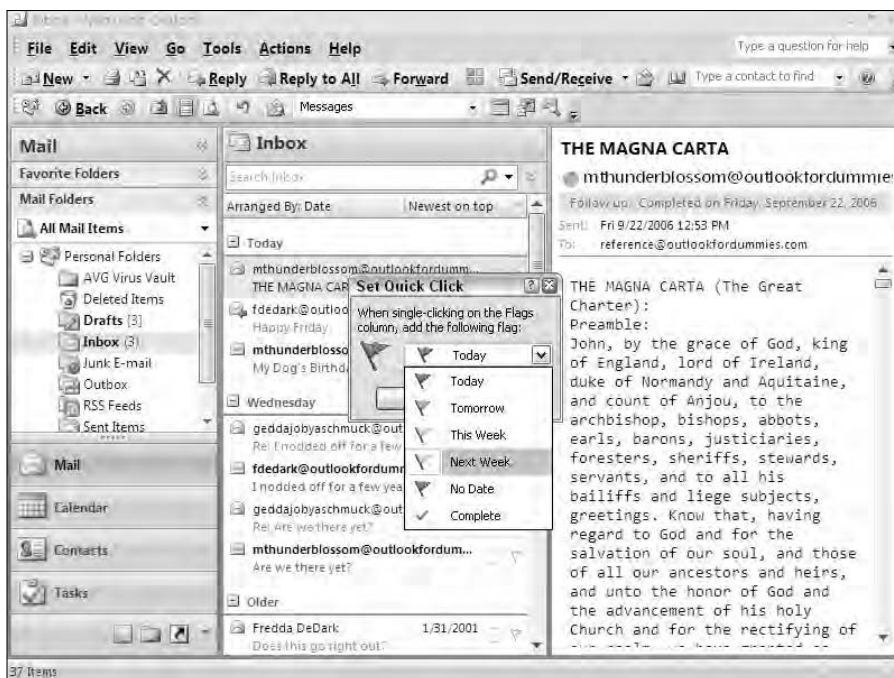 Inbox - Microsoft Outlook
File Edit View Go Tools Actions Help
Type a question for help
New Reply Reply to All Forward Send/Receive Type a contact to find
Back Messages
Mail
Favorite Folders
Mail Folders
All Mail Items
Personal Folders
AVG Virus Vault
Deleted Items
Drafts [3]
Inbox (3)
Junk E-mail
Outbox
RSS Feeds
Sent Items
Mail
Calendar
Contacts
Tasks
37 Items
Inbox
Search Inbox
Arranged By: Date Newest on top
Today
mthunderblossom@outlookfordumm...
THE MAGNA CAR
fdedark@outloo
Happy Friday
mthunderblosso
My Dog's Birthd
Wednesday
geddajobyaschmuck@out
Re: I nodded off for a few
fdedark@outlookfordumr
I nodded off for a few yea
geddajobyaschmuck@out
Re: Are we there yet?
mthunderblossom@outlookfordum...
Are we there yet?
Older
Fredda DeDark 1/31/2001
Does this go right out?
Set Quick Click
When single-clicking on the Flags
column, add the following flag:
Today
Today
Tomorrow
This Week
Next Week
No Date
Complete
THE MAGNA CARTA
mthunderblossom@outlookfordummies
Follow up. Completed on Friday, September 22, 2006.
Sent: Fri 9/22/2006 12:53 PM
To: reference@outlookfordummies.com
THE MAGNA CARTA (The Great
Charter):
Preamble:
John, by the grace of God, king
of England, lord of Ireland,
duke of Normandy and Aquitaine,
and count of Anjou, to the
archbishop, bishops, abbots,
earls, barons, justiciaries,
foresters, sheriffs, stewards,
servants, and to all his
bailiffs and liege subjects,
greetings. Know that, having
regard to God and for the
salvation of our soul, and those
of all our ancestors and heirs,
and unto the honor of God and
the advancement of his holy
Church and for the rectifying of